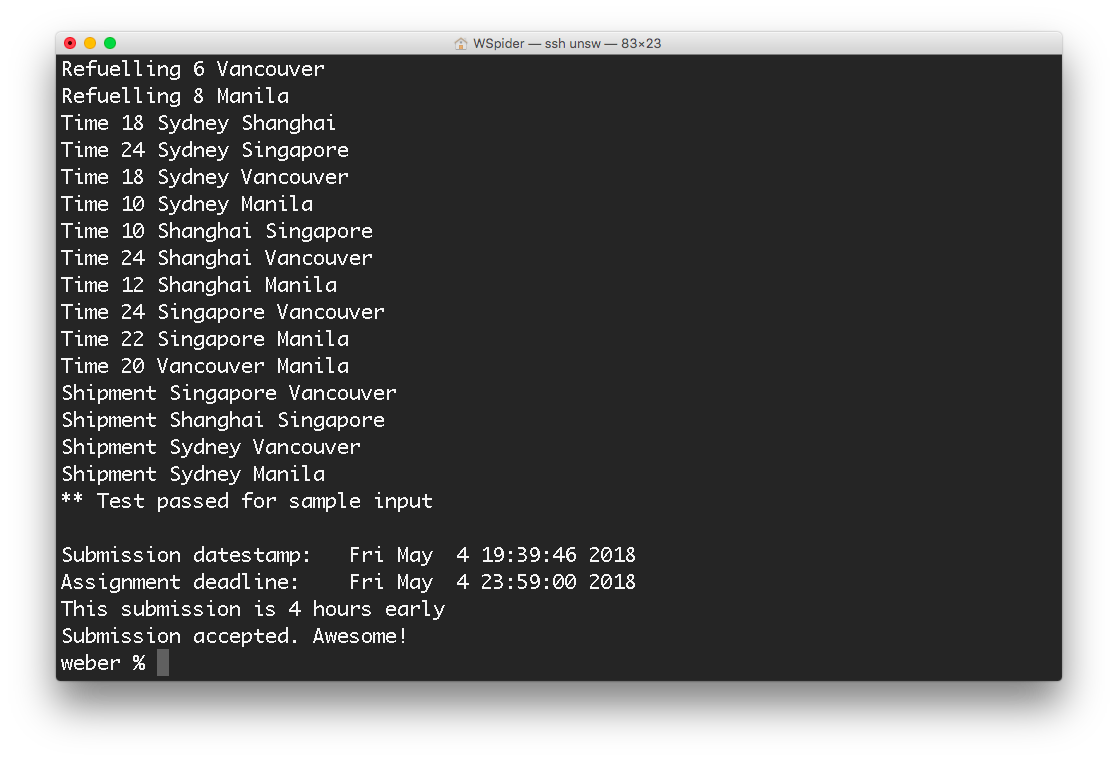 WSpider — ssh unsw — 83×23
Refuelling 6 Vancouver
Refuelling 8 Manila
Time 18 Sydney Shanghai
Time 24 Sydney Singapore
Time 18 Sydney Vancouver
Time 10 Sydney Manila
Time 10 Shanghai Singapore
Time 24 Shanghai Vancouver
Time 12 Shanghai Manila
Time 24 Singapore Vancouver
Time 22 Singapore Manila
Time 20 Vancouver Manila
Shipment Singapore Vancouver
Shipment Shanghai Singapore
Shipment Sydney Vancouver
Shipment Sydney Manila
** Test passed for sample input
Submission datestamp:   Fri May  4 19:39:46 2018
Assignment deadline:    Fri May  4 23:59:00 2018
This submission is 4 hours early
Submission accepted. Awesome!
weber %